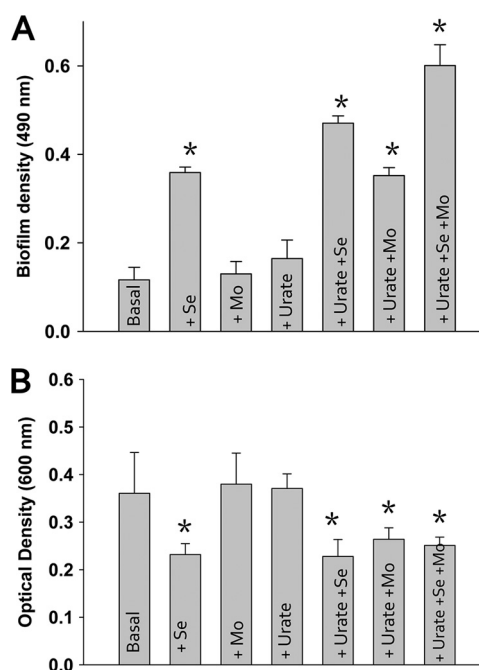 A
Biofilm density (490 nm)
0.6
0.4
0.2
0.0
*
*
*
*
Basal
+ Se
+ Mo
+ Urate
+ Urate +Se
+ Urate +Mo
+ Urate +Se +Mo
B
Optical Density (600 nm)
0.6
0.5
0.4
0.3
0.2
0.1
0.0
*
*
*
*
Basal
+ Se
+ Mo
+ Urate
+ Urate +Se
+ Urate +Mo
+ Urate +Se +Mo